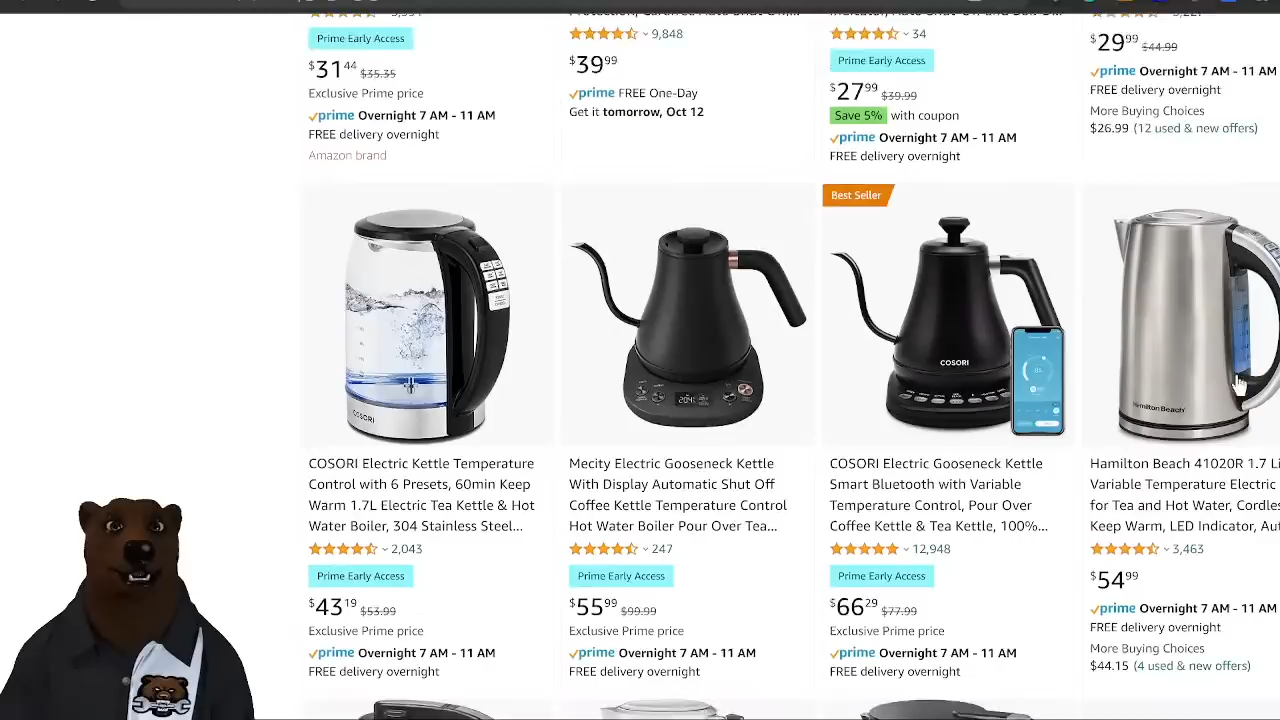 Prime Early Access
$31.44 $35.35
Exclusive Prime price
prime Overnight 7 AM - 11 AM
FREE delivery overnight
Amazon brand
9,848
$39.99
prime FREE One-Day
Get it tomorrow, Oct 12
34
Prime Early Access
$27.99 $39.99
Save 5% with coupon
prime Overnight 7 AM - 11 AM
FREE delivery overnight
$29.99 $44.99
prime Overnight 7 AM - 11 AM
FREE delivery overnight
More Buying Choices
$26.99 (12 used & new offers)
COSORI
COSORI Electric Kettle Temperature
Control with 6 Presets, 60min Keep
Warm 1.7L Electric Tea Kettle & Hot
Water Boiler, 304 Stainless Steel...
2,043
Prime Early Access
$43.19 $53.99
Exclusive Prime price
prime Overnight 7 AM - 11 AM
FREE delivery overnight
Mecity Electric Gooseneck Kettle
With Display Automatic Shut Off
Coffee Kettle Temperature Control
Hot Water Boiler Pour Over Tea...
247
Prime Early Access
$55.99 $99.99
Exclusive Prime price
prime Overnight 7 AM - 11 AM
FREE delivery overnight
Best Seller
COSORI
COSORI Electric Gooseneck Kettle
Smart Bluetooth with Variable
Temperature Control, Pour Over
Coffee Kettle & Tea Kettle, 100%...
12,948
Prime Early Access
$66.29 $77.99
Exclusive Prime price
prime Overnight 7 AM - 11 AM
FREE delivery overnight
Hamilton Beach
Hamilton Beach 41020R 1.7 Li
Variable Temperature Electric
for Tea and Hot Water, Cordles
Keep Warm, LED Indicator, Aut
3,463
$54.99
prime Overnight 7 AM - 11 AM
FREE delivery overnight
More Buying Choices
$44.15 (4 used & new offers)